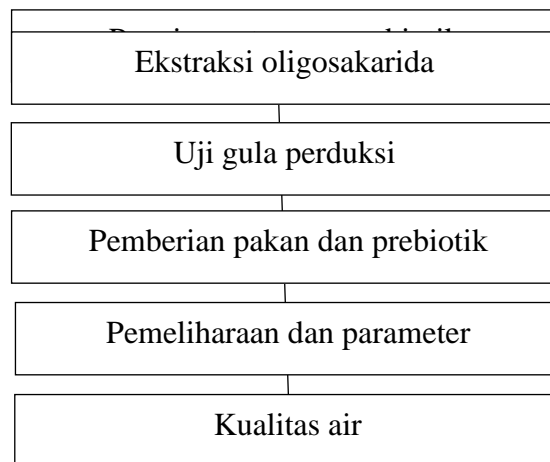 Ekstraksi oligosakarida
Uji gula perduksi
Pemberian pakan dan prebiotik
Pemeliharaan dan parameter
Kualitas air